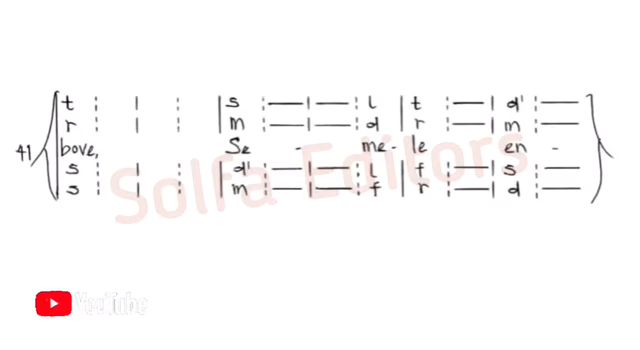 t : | : | s : — | — : l | t : — | d' : —
r : | : | m : — | — : d | r : — | m : —
41 bove, Se - me - le en -
s : | : | d' : — | — : l | f : — | s : —
s : | : | m : — | — : f | r : — | d : —
Solfa Editors
YouTube